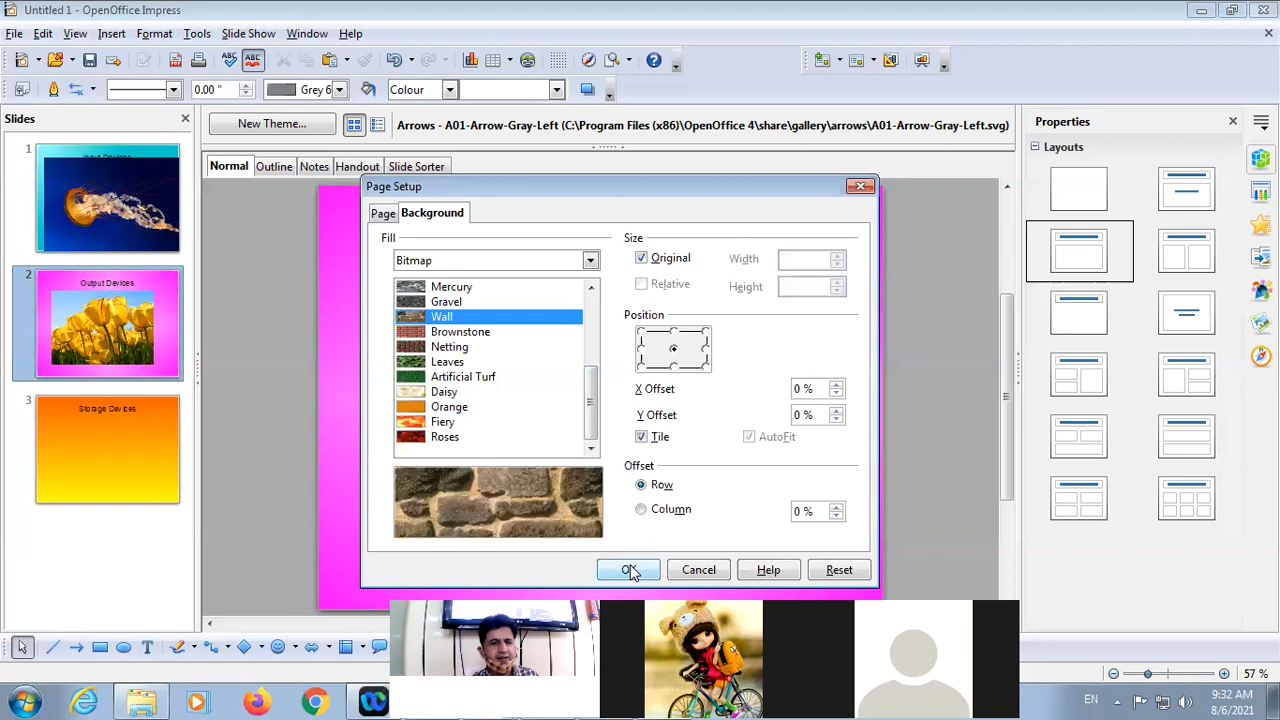 Untitled 1 - OpenOffice Impress
File Edit View Insert Format Tools Slide Show Window Help
0.00 " Grey 6 Colour
Slides
New Theme...
Arrows - A01-Arrow-Gray-Left (C:\Program Files (x86)\OpenOffice 4\share\gallery\arrows\A01-Arrow-Gray-Left.svg)
Properties
Layouts
Normal Outline Notes Handout Slide Sorter
1
Input Devices
2
Output Devices
3
Storage Devices
Page Setup
Page Background
Fill
Bitmap
Mercury
Gravel
Wall
Brownstone
Netting
Leaves
Artificial Turf
Daisy
Orange
Fiery
Roses
Size
Original Width
Relative Height
Position
X Offset 0 %
Y Offset 0 %
Tile AutoFit
Offset
Row
Column 0 %
OK Cancel Help Reset
57 %
EN
9:32 AM
8/6/2021